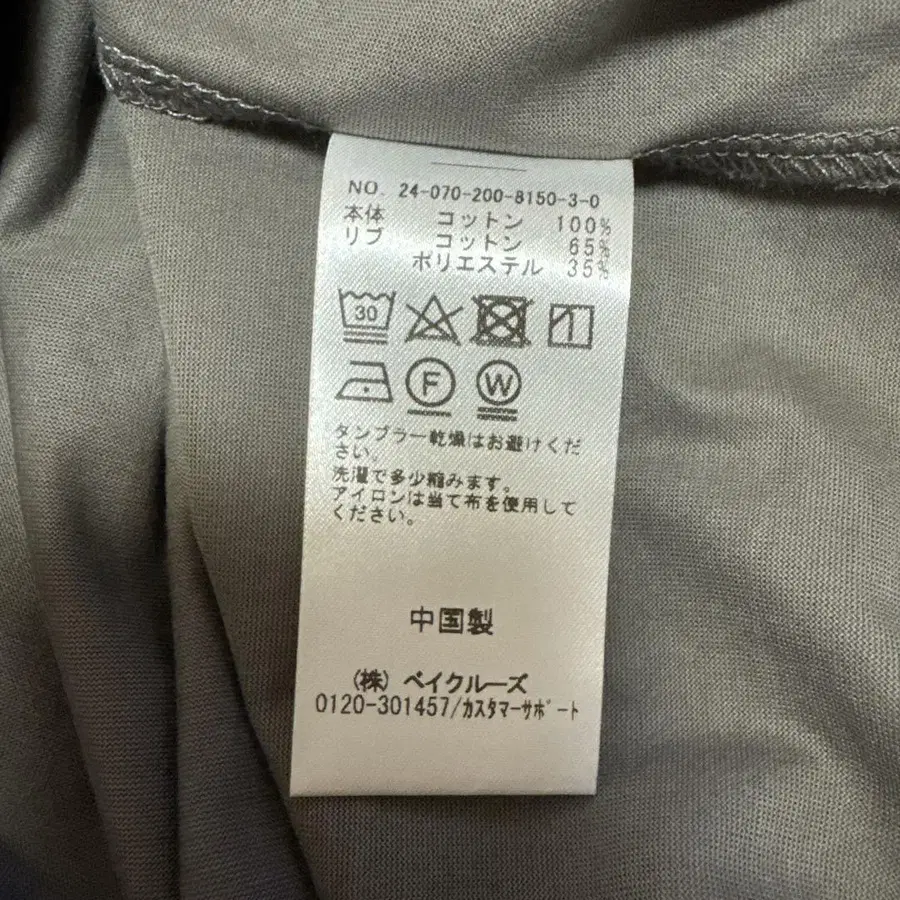 NO. 24-070-200-8150-3-0
本体 コットン 100%
リブ コットン 65%
ポリエステル 35%
30
F W
タンブラー乾燥はお避けくだ
さい。
洗濯で多少縮みます。
アイロンは当て布を使用して
ください。
中国製
(株) ベイクルーズ
0120-301457/ｶｽﾀﾏｰｻﾎﾟｰﾄ